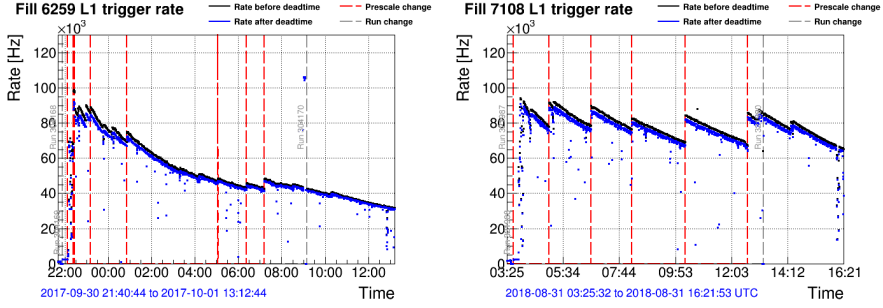 Fill 6259 L1 trigger rate
Rate before deadtime
Prescale change
Rate after deadtime
Run change
×10³
Rate [Hz]
120
100
80
60
40
20
0
Run 304170
22:00 00:00 02:00 04:00 06:00 08:00 10:00 12:00
2017-09-30 21:40:44 to 2017-10-01 13:12:44
Time
Fill 7108 L1 trigger rate
Rate before deadtime
Prescale change
Rate after deadtime
Run change
×10³
Rate [Hz]
120
100
80
60
40
20
0
03:25 05:34 07:44 09:53 12:03 14:12 16:21
2018-08-31 03:25:32 to 2018-08-31 16:21:53 UTC
Time